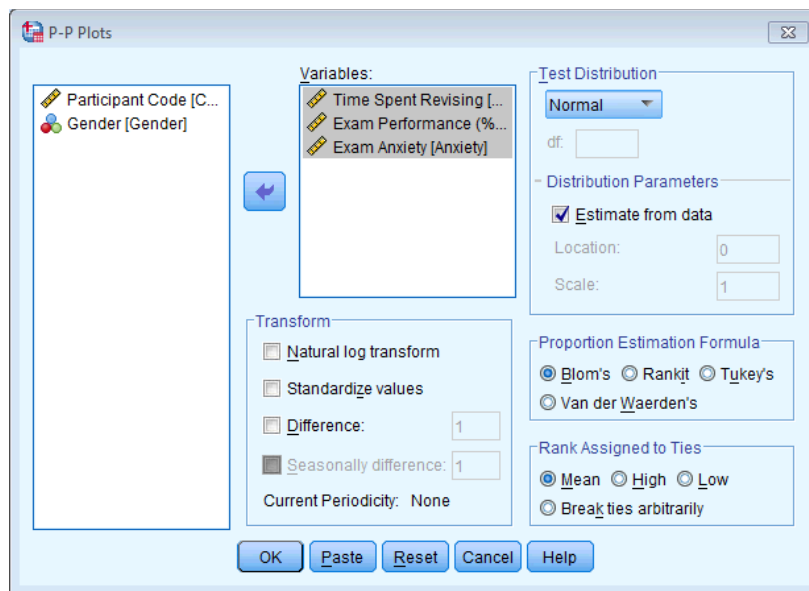 P-P Plots
Participant Code [C...
Gender [Gender]
Variables:
Time Spent Revising [...
Exam Performance (%...
Exam Anxiety [Anxiety]
Test Distribution
Normal
df:
Distribution Parameters
Estimate from data
Location: 0
Scale: 1
Transform
Natural log transform
Standardize values
Difference: 1
Seasonally difference: 1
Current Periodicity: None
Proportion Estimation Formula
Blom's Rankit Tukey's
Van der Waerden's
Rank Assigned to Ties
Mean High Low
Break ties arbitrarily
OK Paste Reset Cancel Help